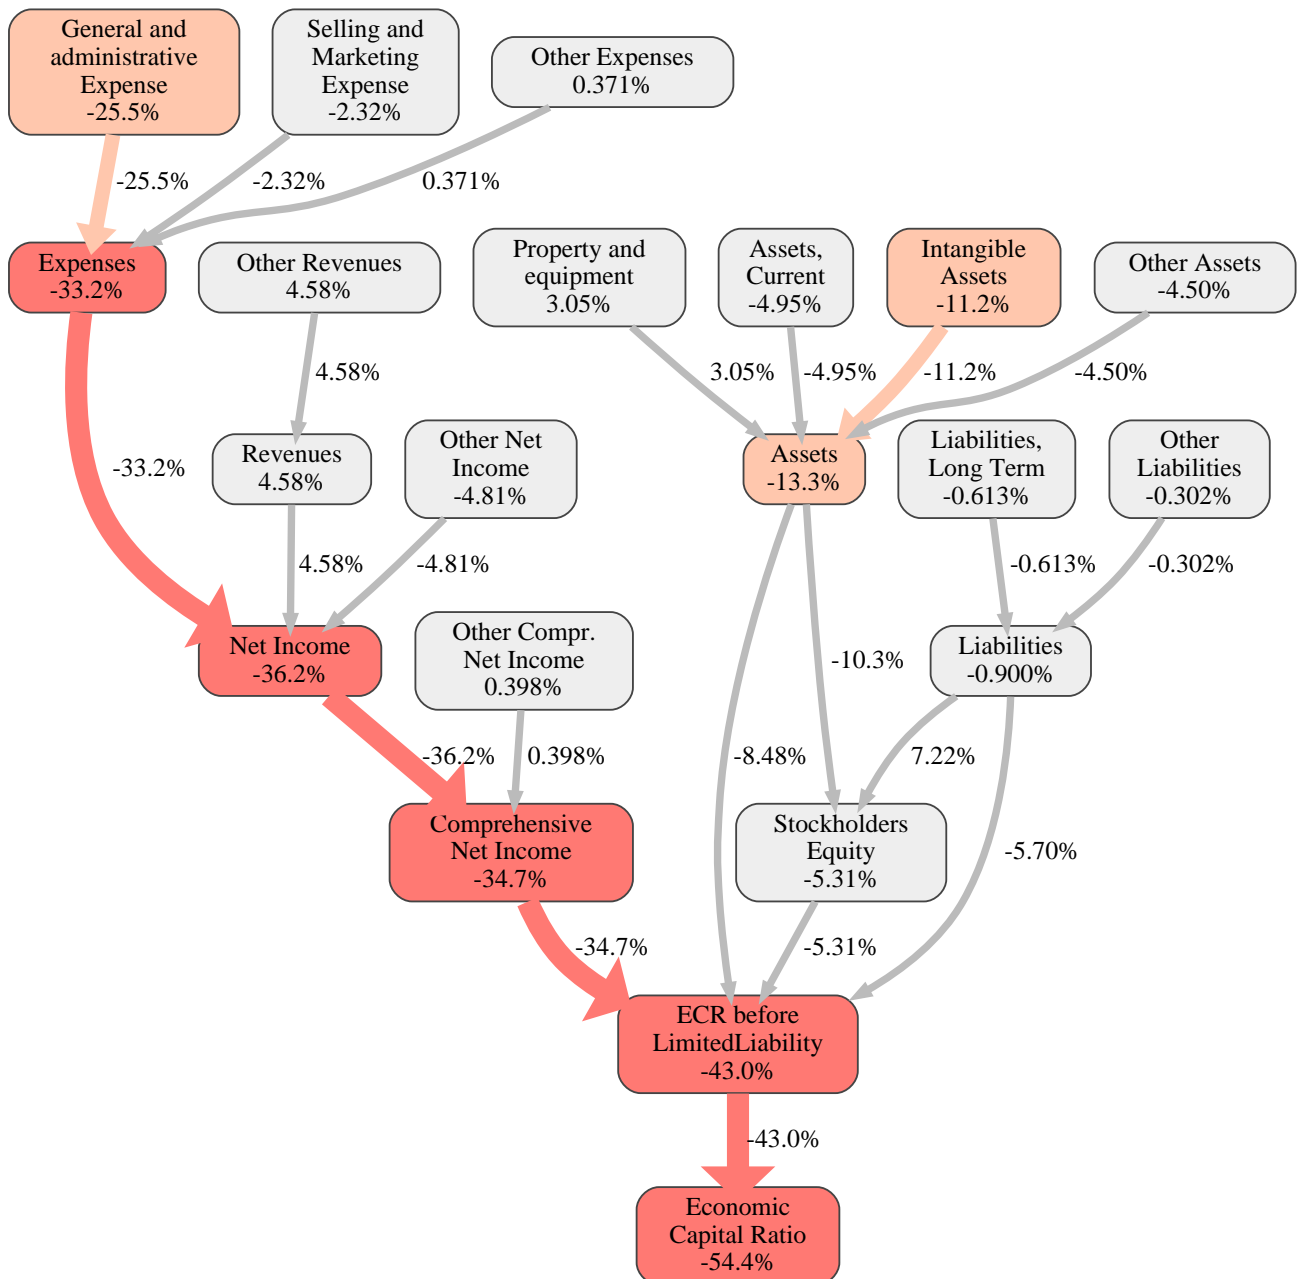 General and
administrative
Expense
-25.5%
Selling and
Marketing
Expense
-2.32%
Other Expenses
0.371%
-25.5%
-2.32%
0.371%
Expenses
-33.2%
Other Revenues
4.58%
Property and
equipment
3.05%
Assets,
Current
-4.95%
Intangible
Assets
-11.2%
Other Assets
-4.50%
4.58%
3.05%
-4.95%
-11.2%
-4.50%
-33.2%
Revenues
4.58%
Other Net
Income
-4.81%
Assets
-13.3%
Liabilities,
Long Term
-0.613%
Other
Liabilities
-0.302%
4.58%
-4.81%
-0.613%
-0.302%
Net Income
-36.2%
Other Compr.
Net Income
0.398%
-10.3%
Liabilities
-0.900%
-36.2%
0.398%
-8.48%
7.22%
Comprehensive
Net Income
-34.7%
Stockholders
Equity
-5.31%
-5.70%
-34.7%
-5.31%
ECR before
LimitedLiability
-43.0%
-43.0%
Economic
Capital Ratio
-54.4%